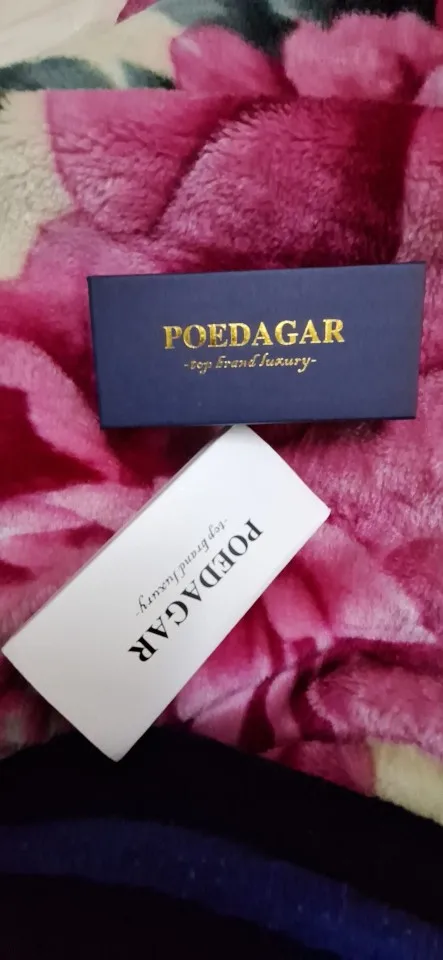 POEDAGAR
-top brand luxury-
POEDAGAR
-top brand luxury-